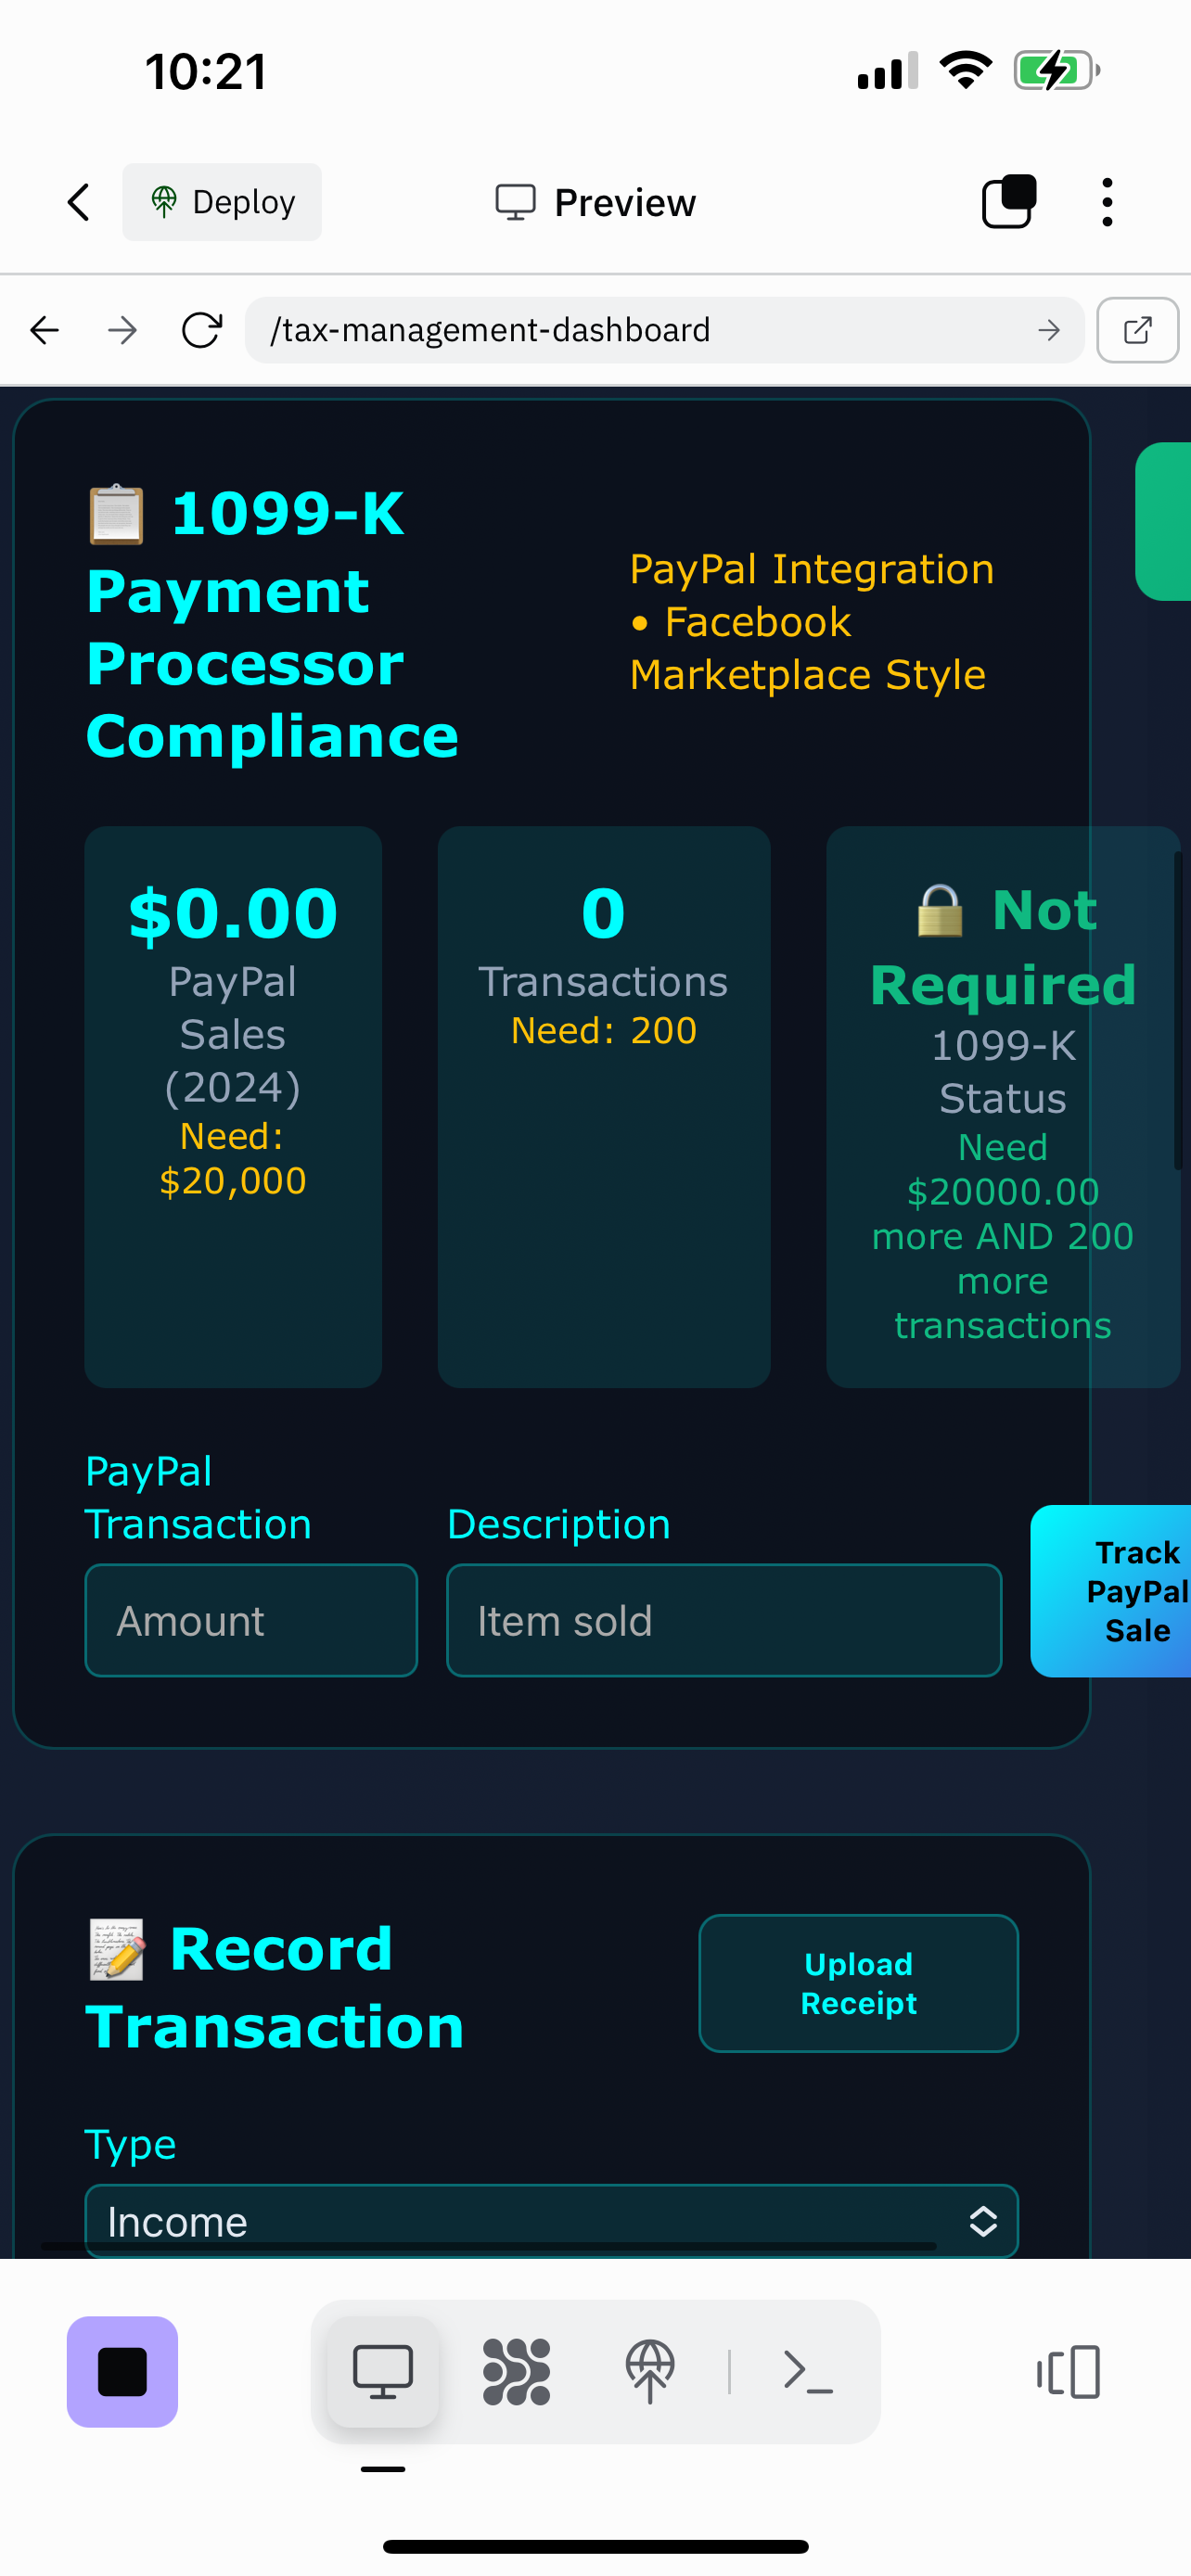 10:21
Deploy
Preview
/tax-management-dashboard
📋 1099-K
Payment
Processor
Compliance
PayPal Integration
• Facebook
Marketplace Style
$0.00
PayPal
Sales
(2024)
Need:
$20,000
0
Transactions
Need: 200
🔒 Not
Required
1099-K
Status
Need
$20000.00
more AND 200
more
transactions
PayPal
Transaction
Amount
Description
Item sold
Track
PayPal
Sale
📝 Record
Transaction
Upload
Receipt
Type
Income